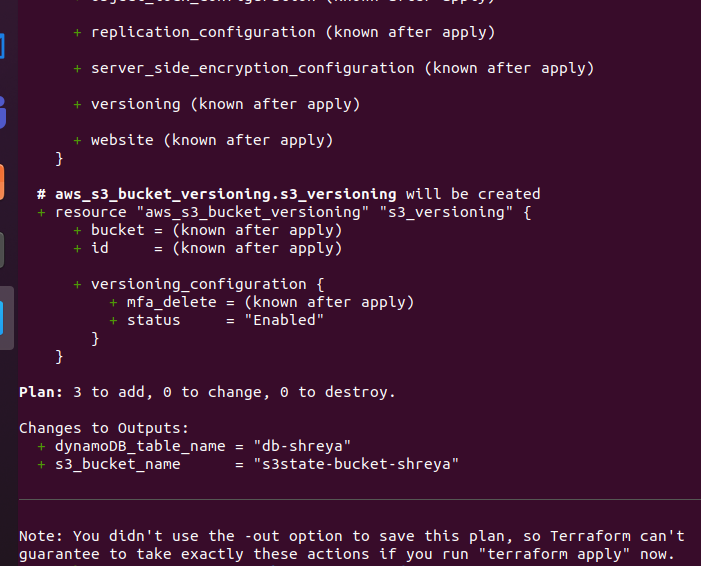 + replication_configuration (known after apply)
+ server_side_encryption_configuration (known after apply)
+ versioning (known after apply)
+ website (known after apply)
}
# aws_s3_bucket_versioning.s3_versioning will be created
+ resource "aws_s3_bucket_versioning" "s3_versioning" {
+ bucket = (known after apply)
+ id     = (known after apply)
+ versioning_configuration {
+ mfa_delete = (known after apply)
+ status     = "Enabled"
}
}
Plan: 3 to add, 0 to change, 0 to destroy.
Changes to Outputs:
+ dynamoDB_table_name = "db-shreya"
+ s3_bucket_name      = "s3state-bucket-shreya"
Note: You didn't use the -out option to save this plan, so Terraform can't
guarantee to take exactly these actions if you run "terraform apply" now.